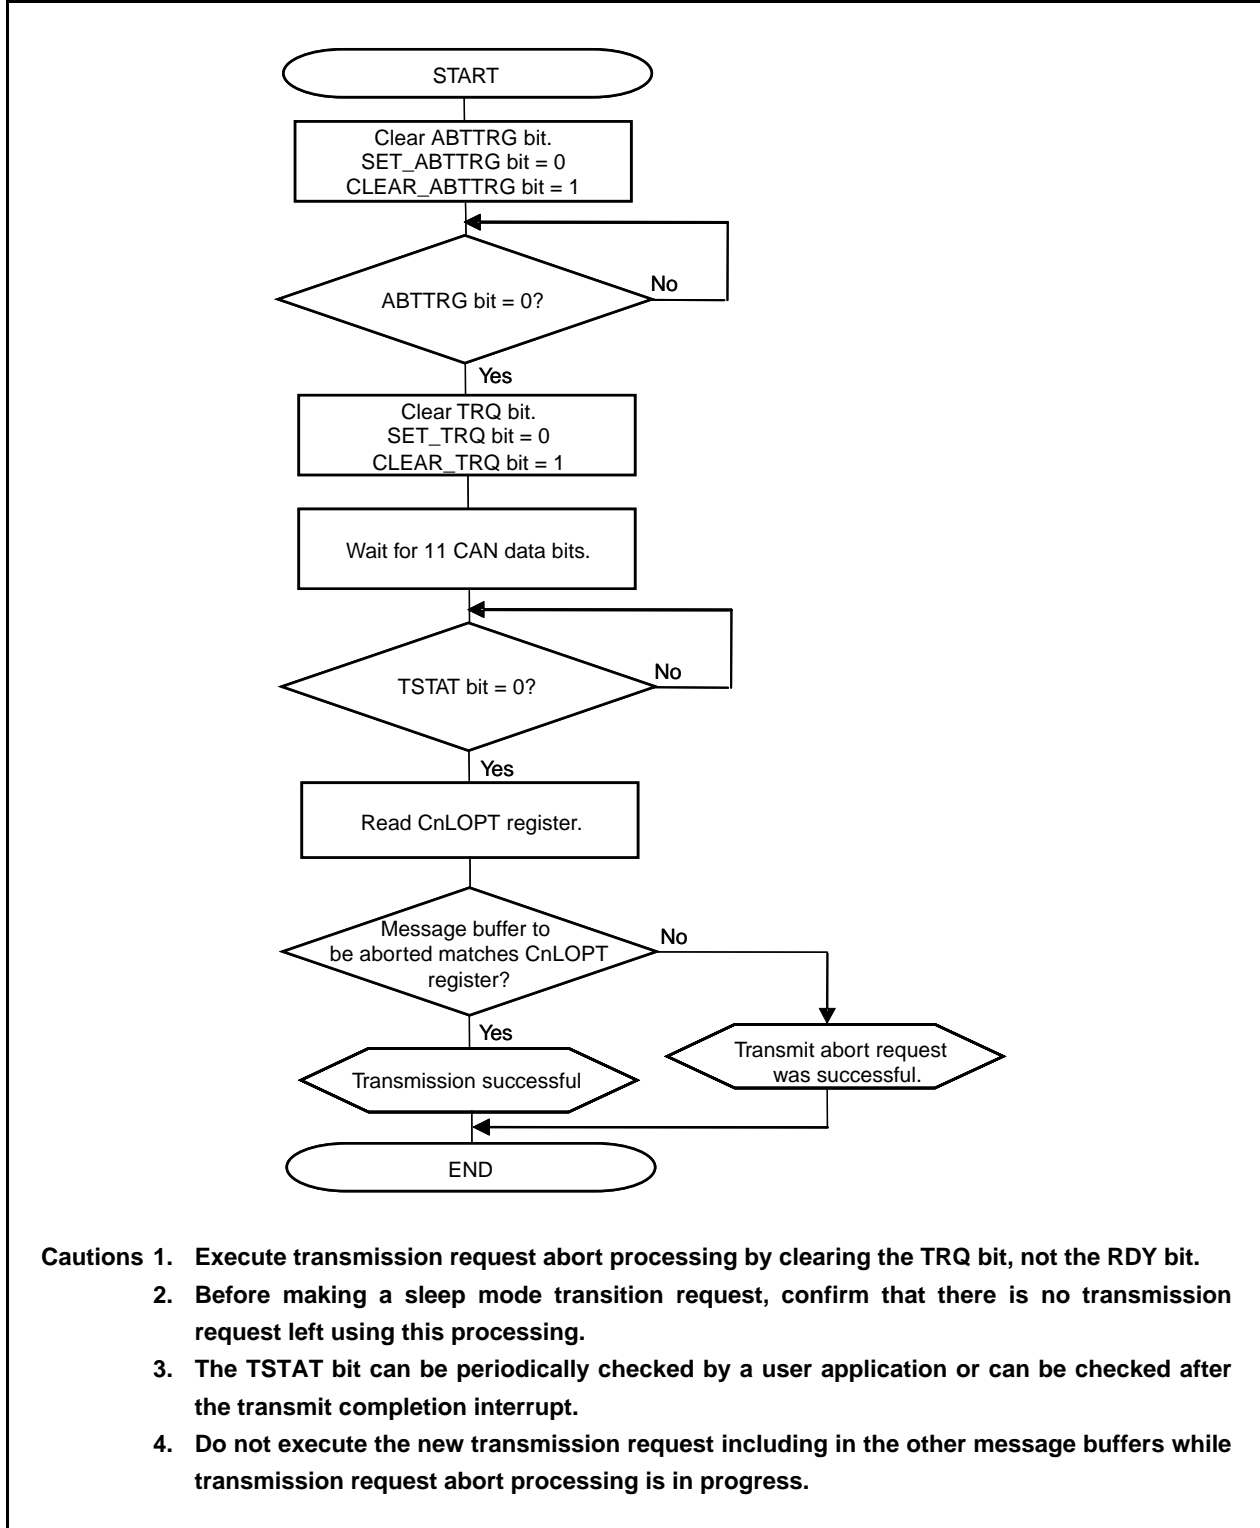 START
Clear ABTTRG bit.
SET_ABTTRG bit = 0
CLEAR_ABTTRG bit = 1
No
ABTTRG bit = 0?
Yes
Clear TRQ bit.
SET_TRQ bit = 0
CLEAR_TRQ bit = 1
Wait for 11 CAN data bits.
No
TSTAT bit = 0?
Yes
Read CnLOPT register.
Message buffer to
be aborted matches CnLOPT
register?
No
Yes
Transmission successful
Transmit abort request
was successful.
END
Cautions 1. Execute transmission request abort processing by clearing the TRQ bit, not the RDY bit.
2. Before making a sleep mode transition request, confirm that there is no transmission
request left using this processing.
3. The TSTAT bit can be periodically checked by a user application or can be checked after
the transmit completion interrupt.
4. Do not execute the new transmission request including in the other message buffers while
transmission request abort processing is in progress.